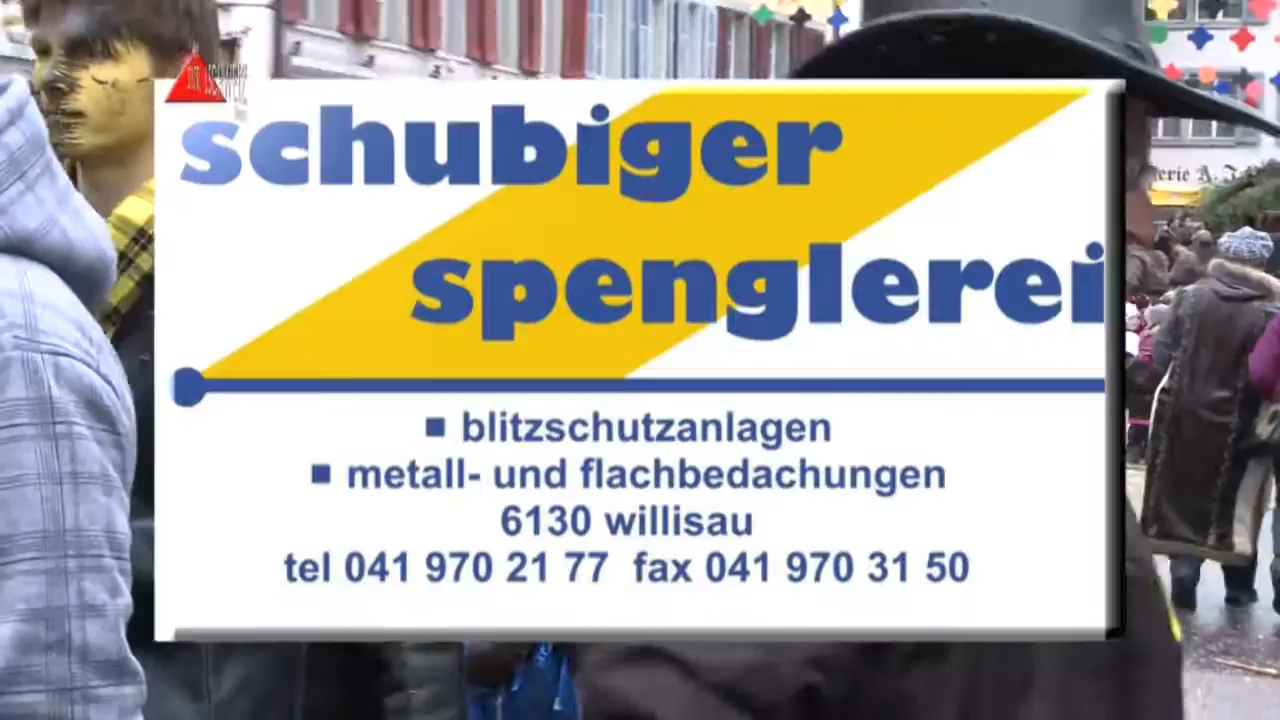 schubiger
spenglerei
▪ blitzschutzanlagen
▪ metall- und flachbedachungen
6130 willisau
tel 041 970 21 77 fax 041 970 31 50